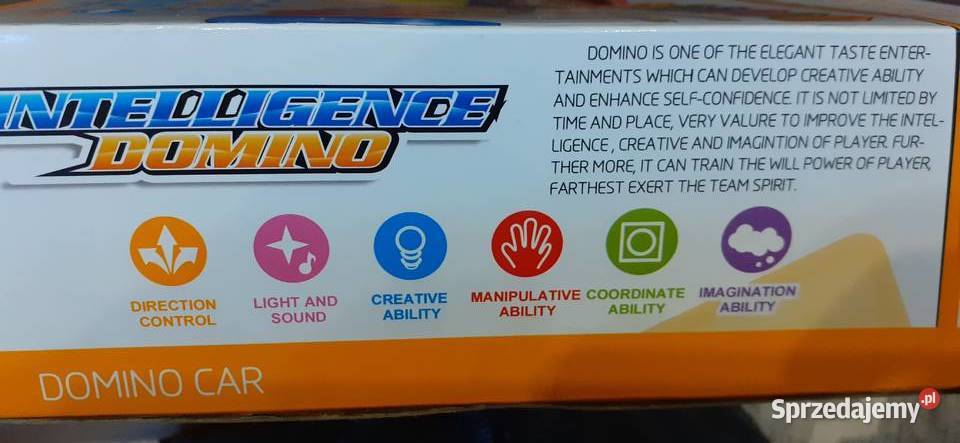 INTELLIGENCE
DOMINO
DOMINO IS ONE OF THE ELEGANT TASTE ENTER-
TAINMENTS WHICH CAN DEVELOP CREATIVE ABILITY
AND ENHANCE SELF-CONFIDENCE. IT IS NOT LIMITED BY
TIME AND PLACE, VERY VALURE TO IMPROVE THE INTEL-
LIGENCE, CREATIVE AND IMAGINTION OF PLAYER. FUR-
THER MORE, IT CAN TRAIN THE WILL POWER OF PLAYER,
FARTHEST EXERT THE TEAM SPIRIT.
DIRECTION
CONTROL
LIGHT AND
SOUND
CREATIVE
ABILITY
MANIPULATIVE
ABILITY
COORDINATE
ABILITY
IMAGINATION
ABILITY
DOMINO CAR
Sprzedajemy.pl